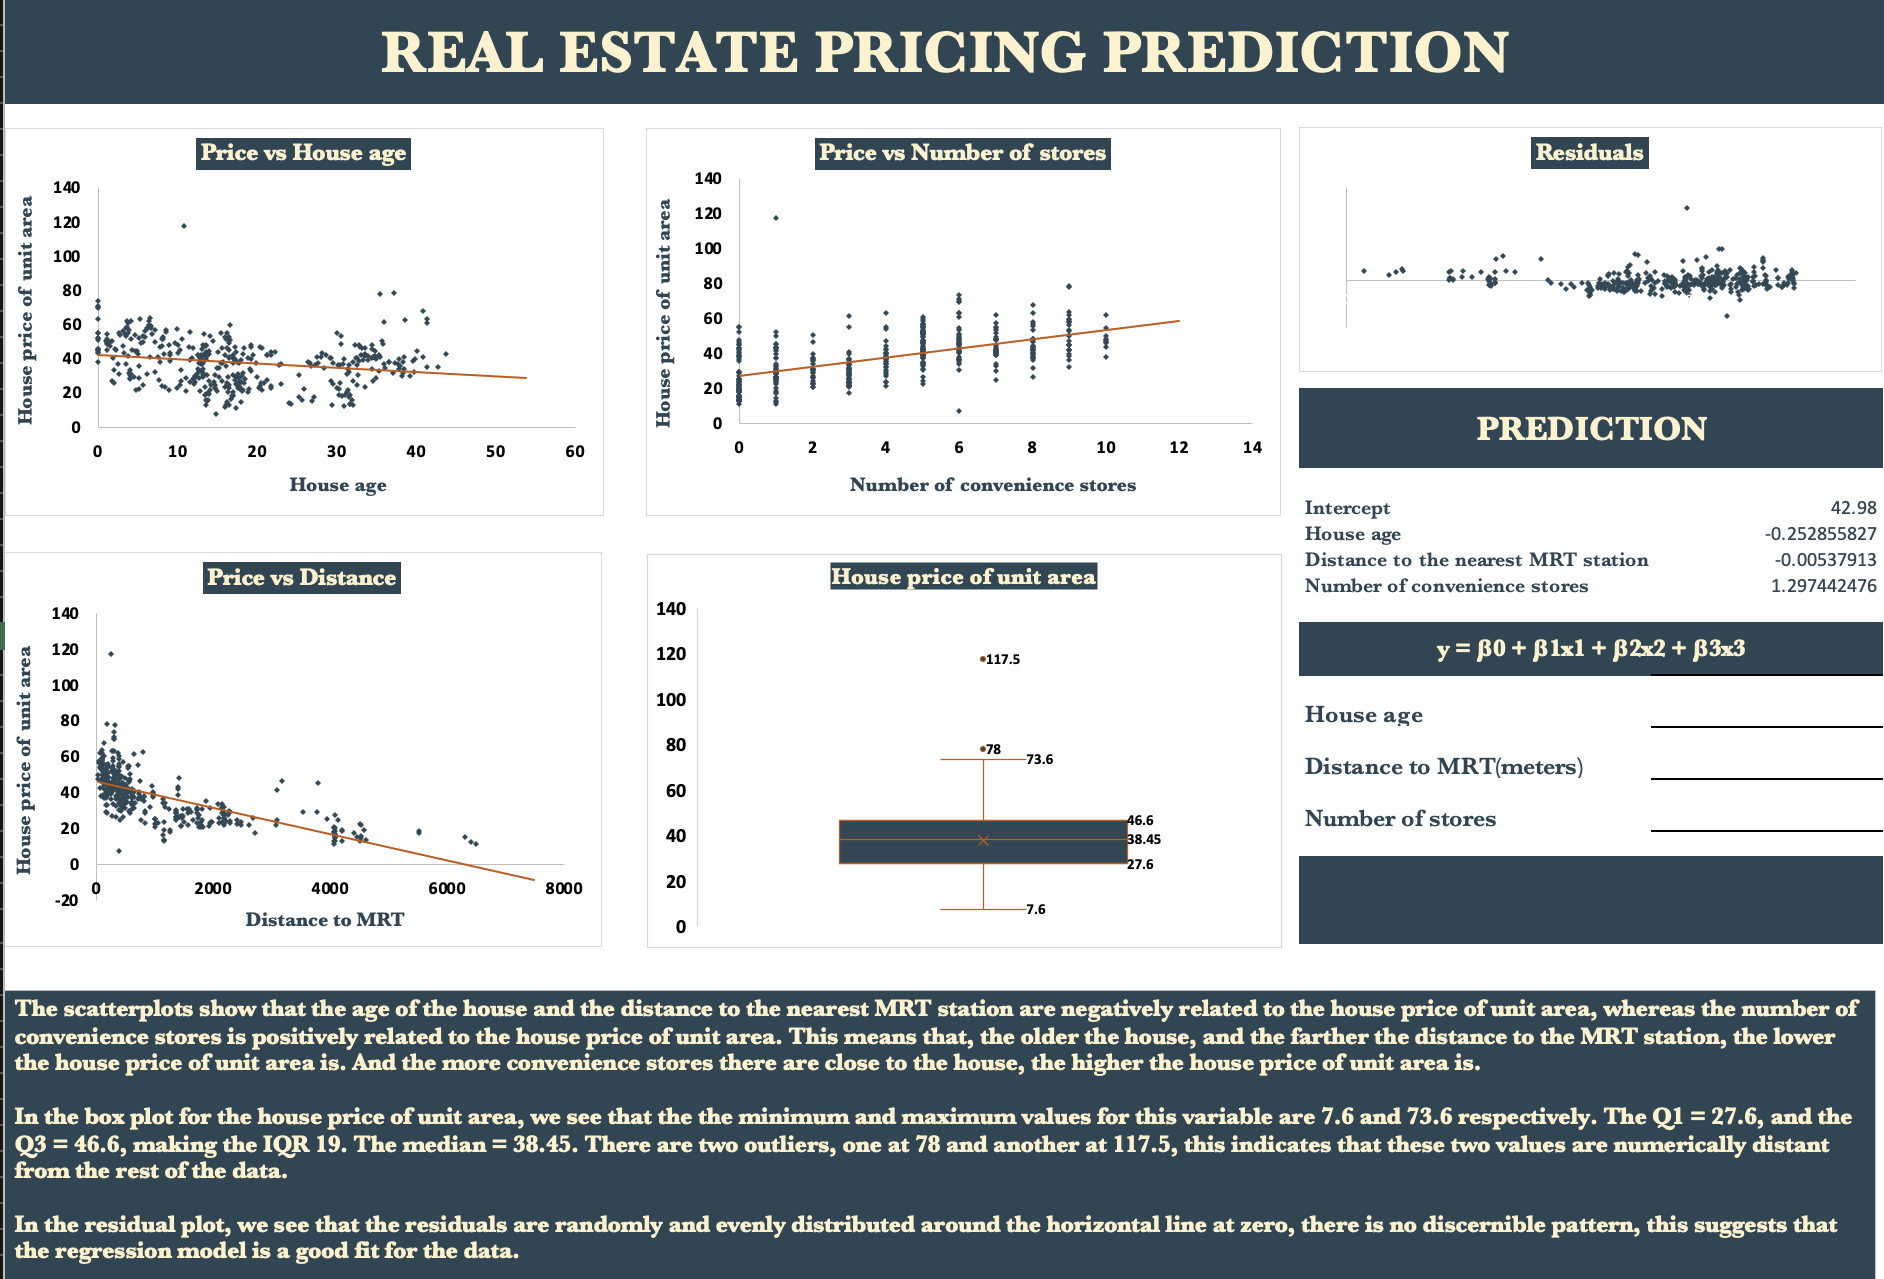 REAL ESTATE PRICING PREDICTION
Price vs House age
House price of unit area
140
120
100
80
60
40
20
0
0 10 20 30 40 50 60
House age
Price vs Number of stores
House price of unit area
140
120
100
80
60
40
20
0
0 2 4 6 8 10 12 14
Number of convenience stores
Residuals
Price vs Distance
House price of unit area
140
120
100
80
60
40
20
0
-20
0 2000 4000 6000 8000
Distance to MRT
House price of unit area
140
120
100
80
60
40
20
0
117.5
78
73.6
46.6
38.45
27.6
7.6
PREDICTION
Intercept 42.98
House age -0.252855827
Distance to the nearest MRT station -0.00537913
Number of convenience stores 1.297442476
y = β0 + β1x1 + β2x2 + β3x3
House age
Distance to MRT(meters)
Number of stores
The scatterplots show that the age of the house and the distance to the nearest MRT station are negatively related to the house price of unit area, whereas the number of
convenience stores is positively related to the house price of unit area. This means that, the older the house, and the farther the distance to the MRT station, the lower
the house price of unit area is. And the more convenience stores there are close to the house, the higher the house price of unit area is.
In the box plot for the house price of unit area, we see that the the minimum and maximum values for this variable are 7.6 and 73.6 respectively. The Q1 = 27.6, and the
Q3 = 46.6, making the IQR 19. The median = 38.45. There are two outliers, one at 78 and another at 117.5, this indicates that these two values are numerically distant
from the rest of the data.
In the residual plot, we see that the residuals are randomly and evenly distributed around the horizontal line at zero, there is no discernible pattern, this suggests that
the regression model is a good fit for the data.